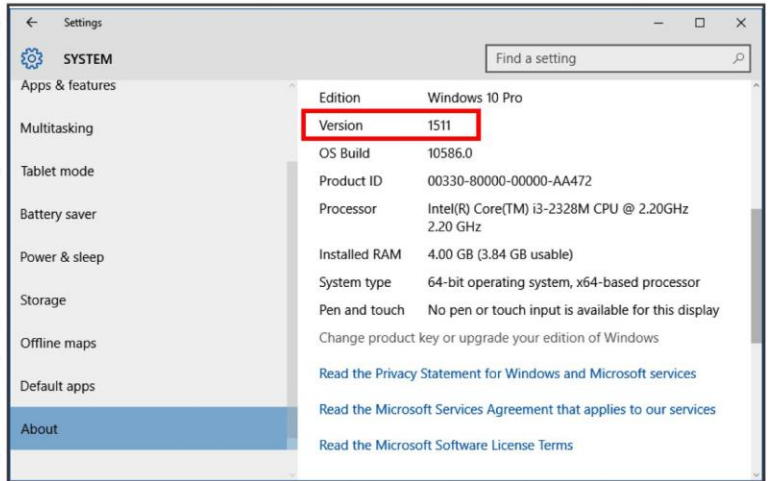 Settings
SYSTEM
Find a setting
Apps & features
Multitasking
Tablet mode
Battery saver
Power & sleep
Storage
Offline maps
Default apps
About
Edition Windows 10 Pro
Version 1511
OS Build 10586.0
Product ID 00330-80000-00000-AA472
Processor Intel(R) Core(TM) i3-2328M CPU @ 2.20GHz
2.20 GHz
Installed RAM 4.00 GB (3.84 GB usable)
System type 64-bit operating system, x64-based processor
Pen and touch No pen or touch input is available for this display
Change product key or upgrade your edition of Windows
Read the Privacy Statement for Windows and Microsoft services
Read the Microsoft Services Agreement that applies to our services
Read the Microsoft Software License Terms